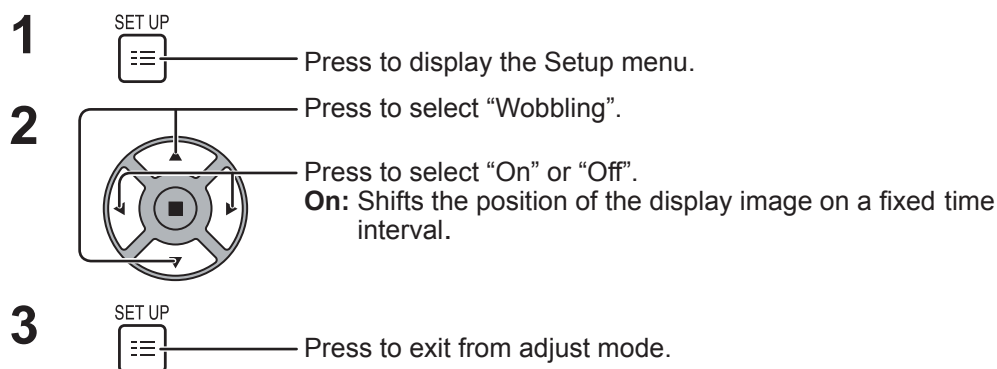 1
SET UP
Press to display the Setup menu.
2
Press to select “Wobbling”.
Press to select “On” or “Off”.
On: Shifts the position of the display image on a fixed time
interval.
3
SET UP
Press to exit from adjust mode.